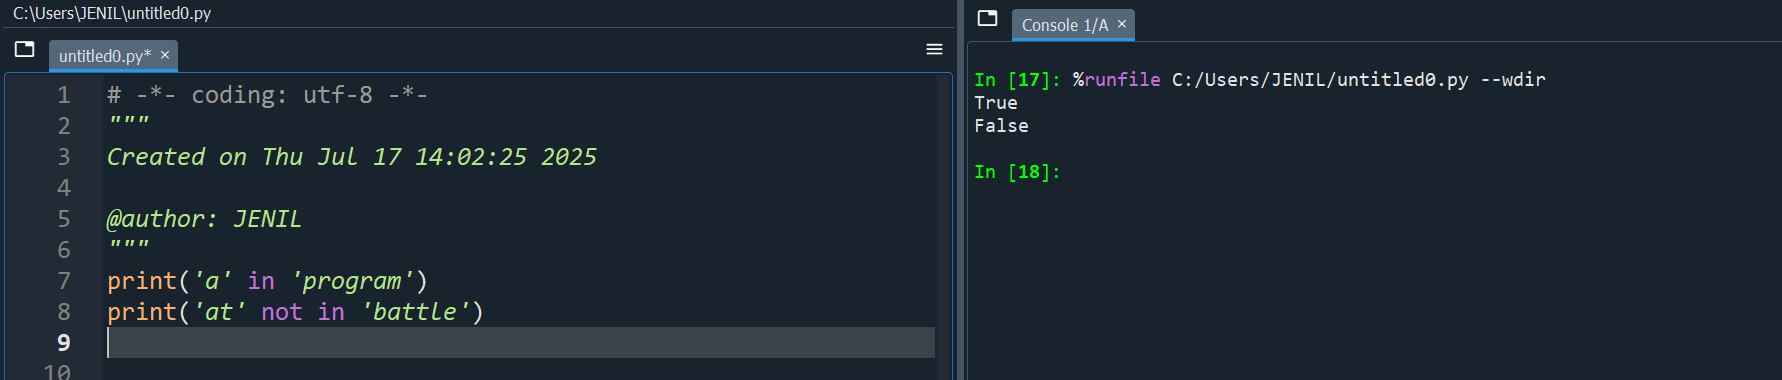 C:\Users\JENIL\untitled0.py
untitled0.py*
1 # -*- coding: utf-8 -*-
2 """
3 Created on Thu Jul 17 14:02:25 2025
4
5 @author: JENIL
6 """
7 print('a' in 'program')
8 print('at' not in 'battle')
9
10
Console 1/A
In [17]: %runfile C:/Users/JENIL/untitled0.py --wdir
True
False
In [18]: